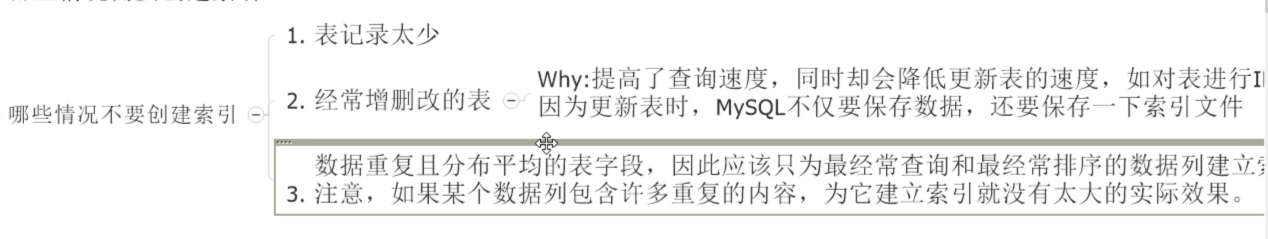 哪些情况不要创建索引
1. 表记录太少
2. 经常增删改的表
Why:提高了查询速度，同时却会降低更新表的速度，如对表进行I
因为更新表时，MySQL不仅要保存数据，还要保存一下索引文件
数据重复且分布平均的表字段，因此应该只为最经常查询和最经常排序的数据列建立
3. 注意，如果某个数据列包含许多重复的内容，为它建立索引就没有太大的实际效果。